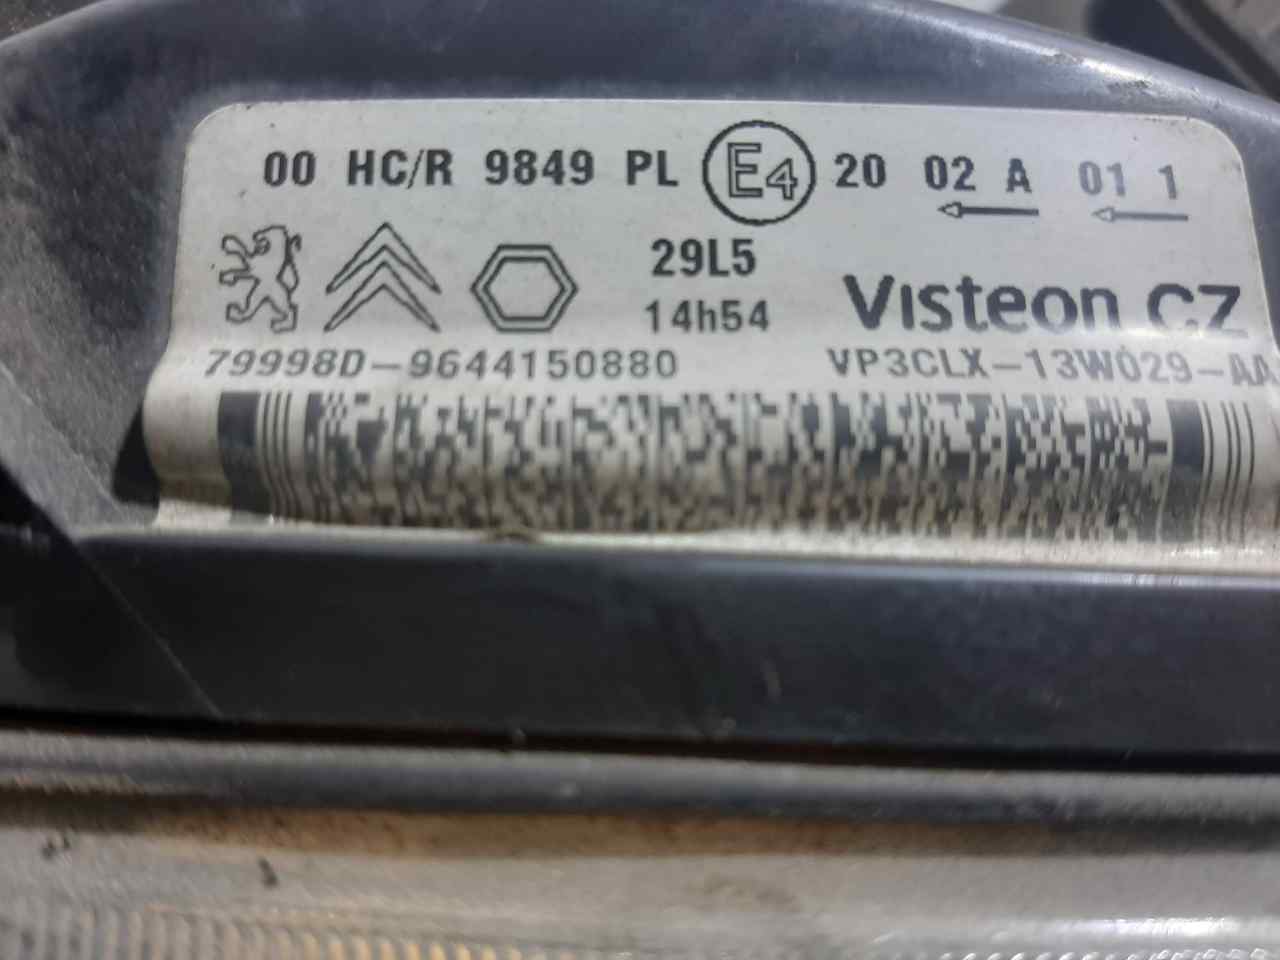 00 HC/R 9849 PL E4 20 02 A 01 1
29L5
14h54
Visteon CZ
79998D-9644150880 VP3CLX-13W029-AA